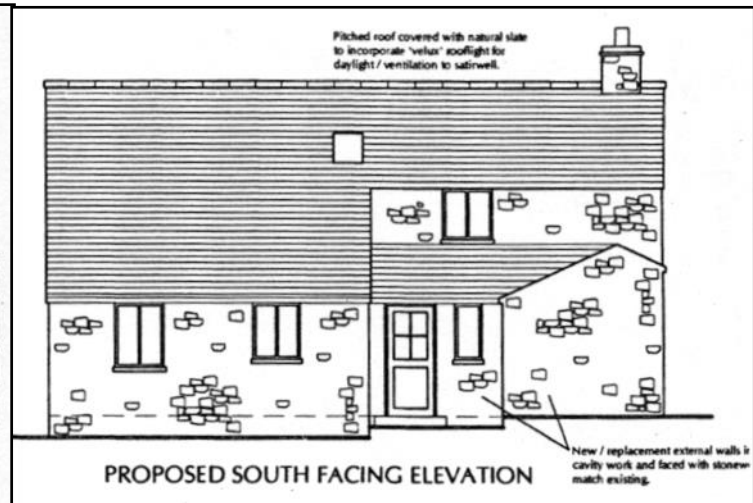 Pitched roof covered with natural slate
to incorporate 'velux' rooflight for
daylight / ventilation to satirwell.
New / replacement external walls in
cavity work and faced with
match existing.
PROPOSED SOUTH FACING ELEVATION